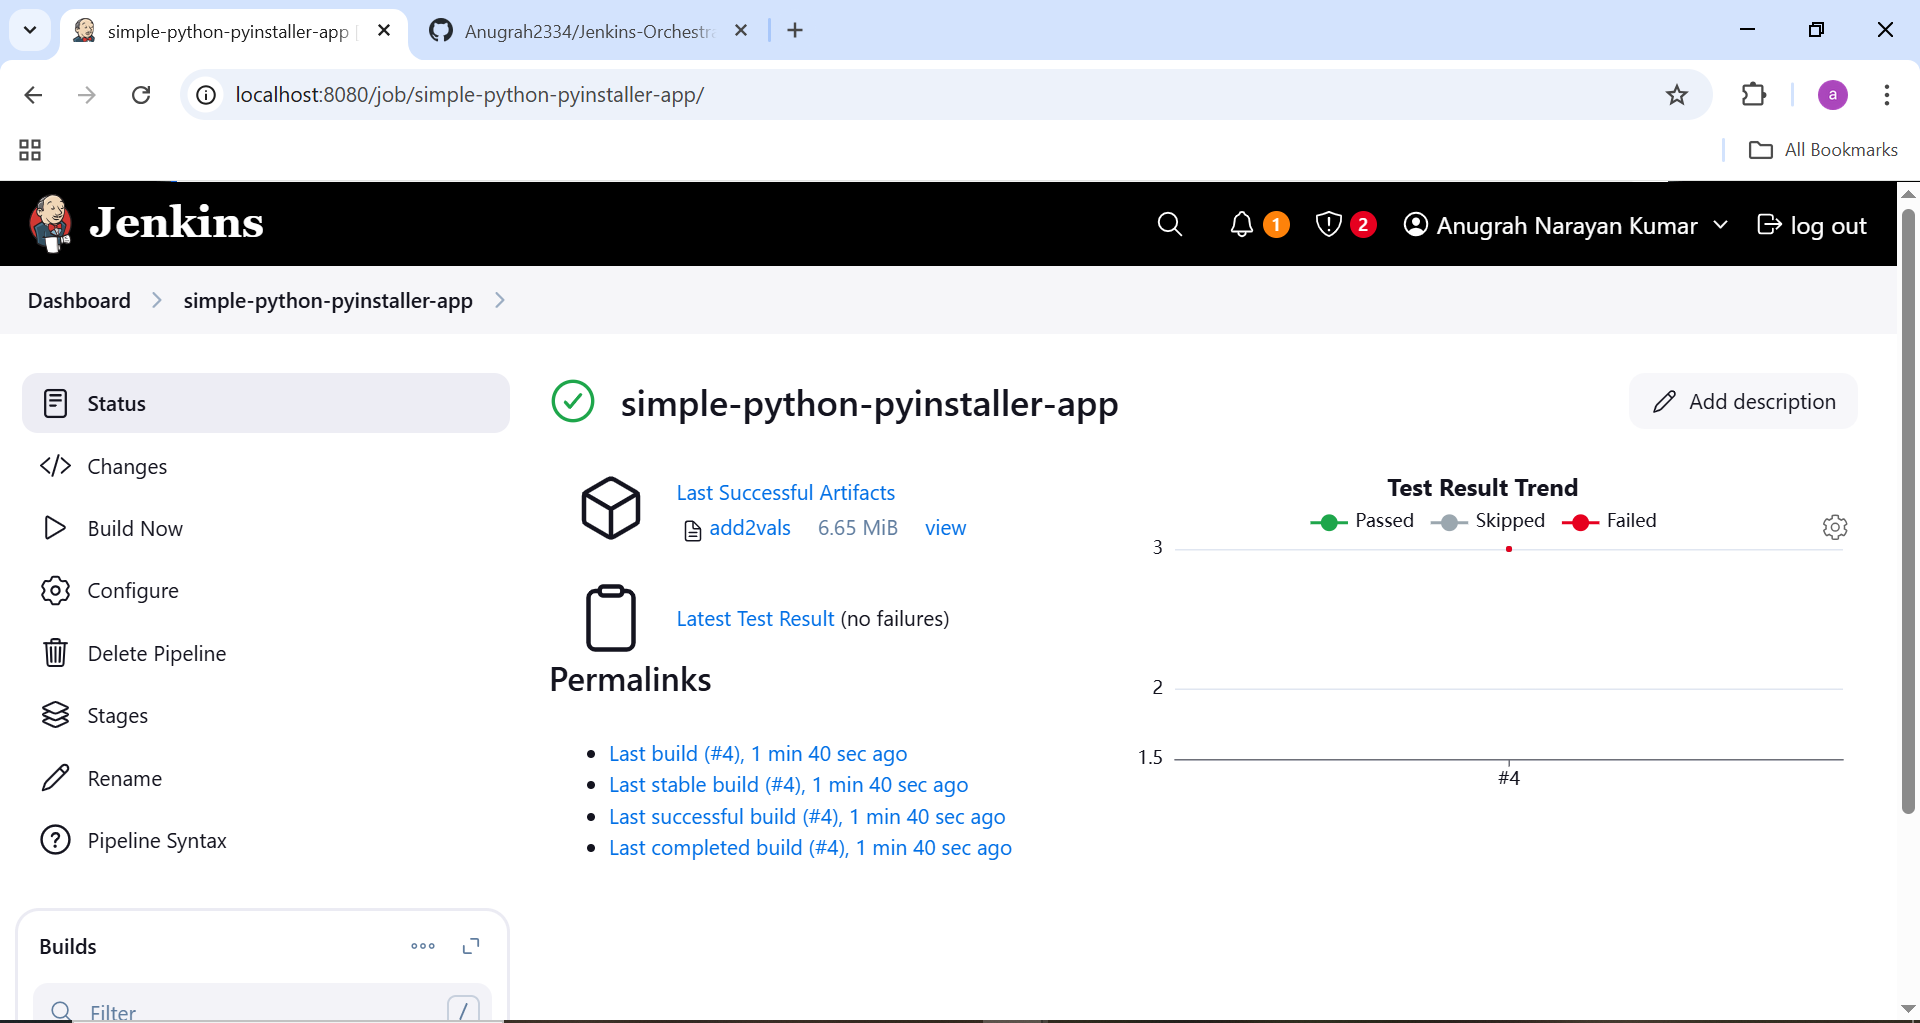 simple-python-pyinstaller-app
Anugrah2334/Jenkins-Orchestra
localhost:8080/job/simple-python-pyinstaller-app/
a
All Bookmarks
Jenkins
1
2
Anugrah Narayan Kumar
log out
Dashboard
simple-python-pyinstaller-app
Status
Changes
Build Now
Configure
Delete Pipeline
Stages
Rename
Pipeline Syntax
Builds
Filter
/
simple-python-pyinstaller-app
Add description
Last Successful Artifacts
add2vals 6.65 MiB view
Latest Test Result (no failures)
Permalinks
Last build (#4), 1 min 40 sec ago
Last stable build (#4), 1 min 40 sec ago
Last successful build (#4), 1 min 40 sec ago
Last completed build (#4), 1 min 40 sec ago
Test Result Trend
Passed Skipped Failed
3
2
1.5
#4